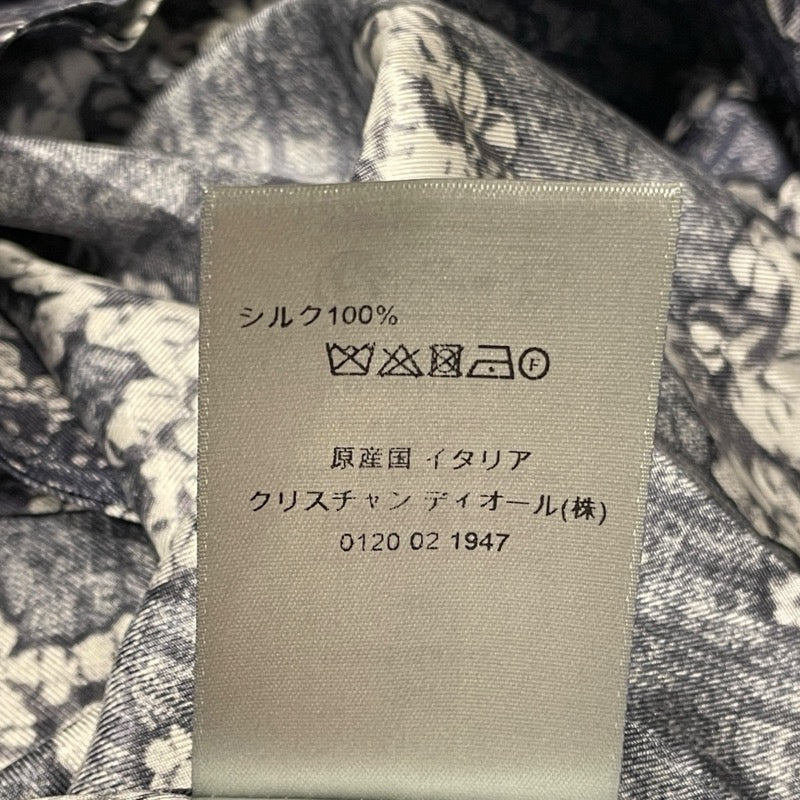 シルク100%
F
原産国 イタリア
クリスチャン ディオール(株)
0120 02 1947